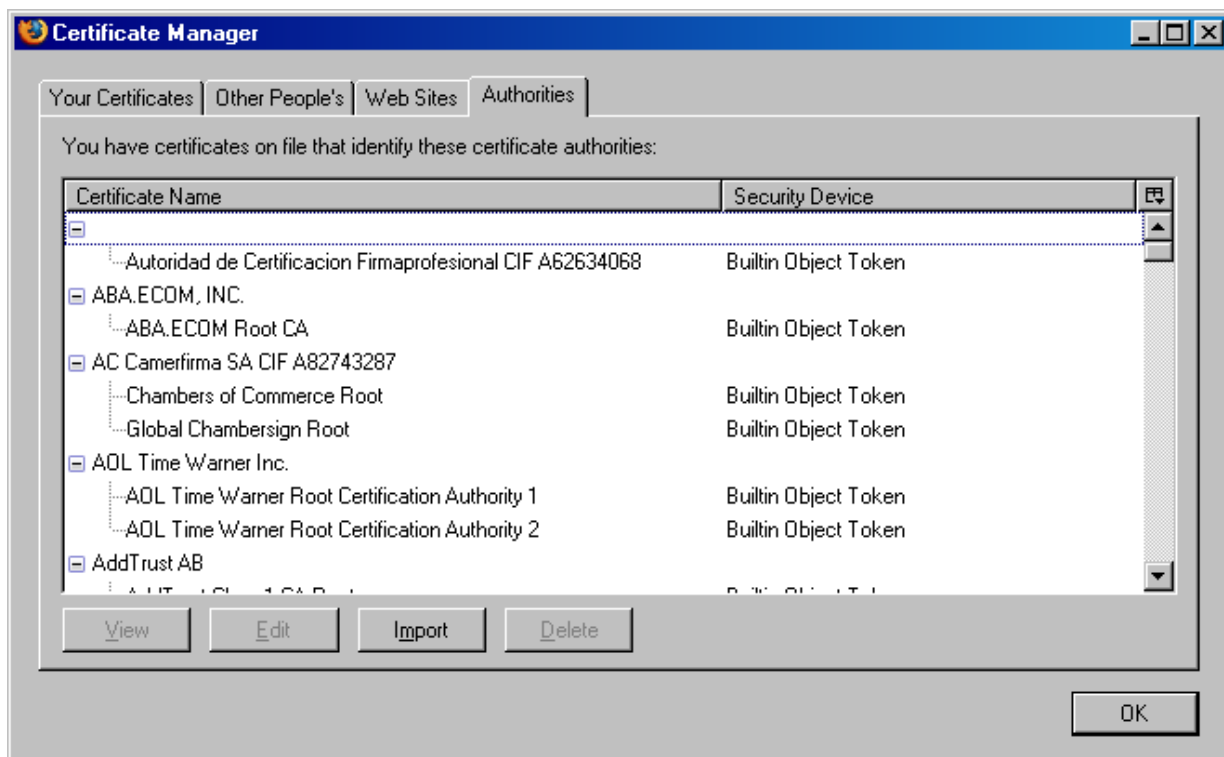 Certificate Manager
Your Certificates Other People's Web Sites Authorities
You have certificates on file that identify these certificate authorities:
Certificate Name Security Device
Autoridad de Certificacion Firmaprofesional CIF A62634068 Builtin Object Token
ABA.ECOM, INC.
ABA.ECOM Root CA Builtin Object Token
AC Camerfirma SA CIF A82743287
Chambers of Commerce Root Builtin Object Token
Global Chambersign Root Builtin Object Token
AOL Time Warner Inc.
AOL Time Warner Root Certification Authority 1 Builtin Object Token
AOL Time Warner Root Certification Authority 2 Builtin Object Token
AddTrust AB
View Edit Import Delete
OK